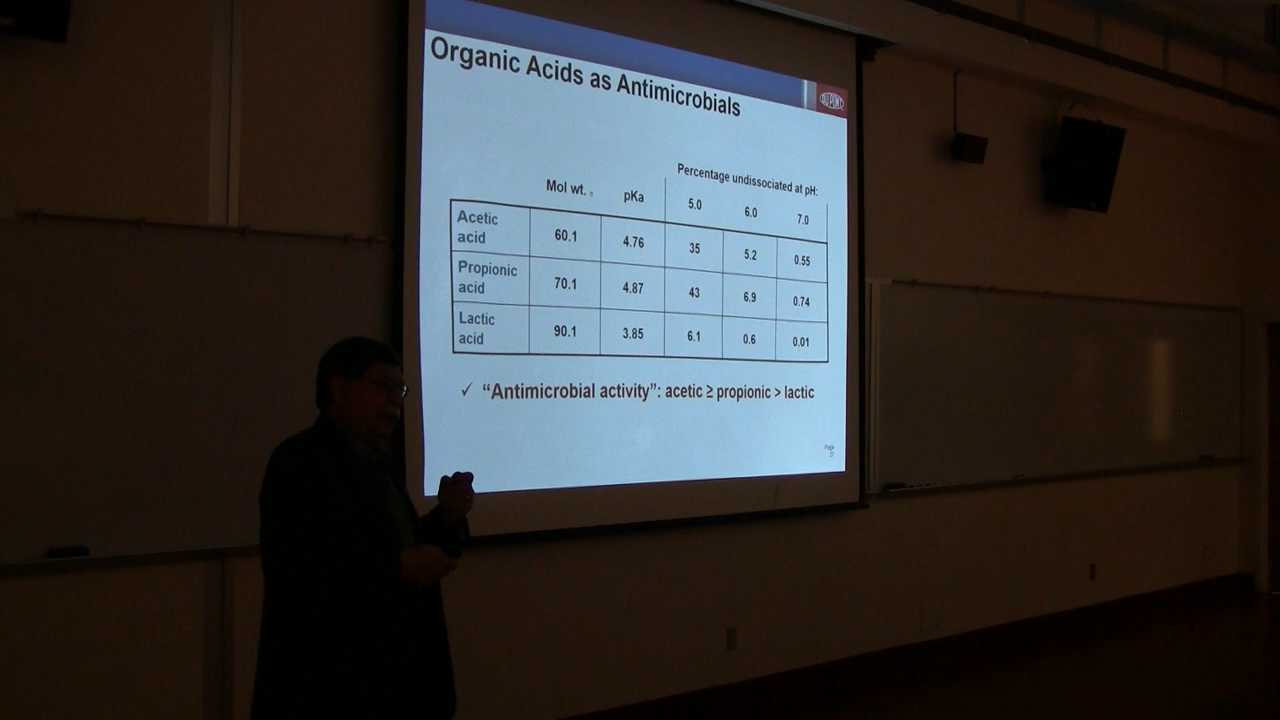 Organic Acids as Antimicrobials
DUPONT
Percentage undissociated at pH:
Mol wt. pKa 5.0 6.0 7.0
Acetic acid 60.1 4.76 35 5.2 0.55
Propionic acid 70.1 4.87 43 6.9 0.74
Lactic acid 90.1 3.85 6.1 0.6 0.01
✓ “Antimicrobial activity”: acetic ≥ propionic > lactic
Page